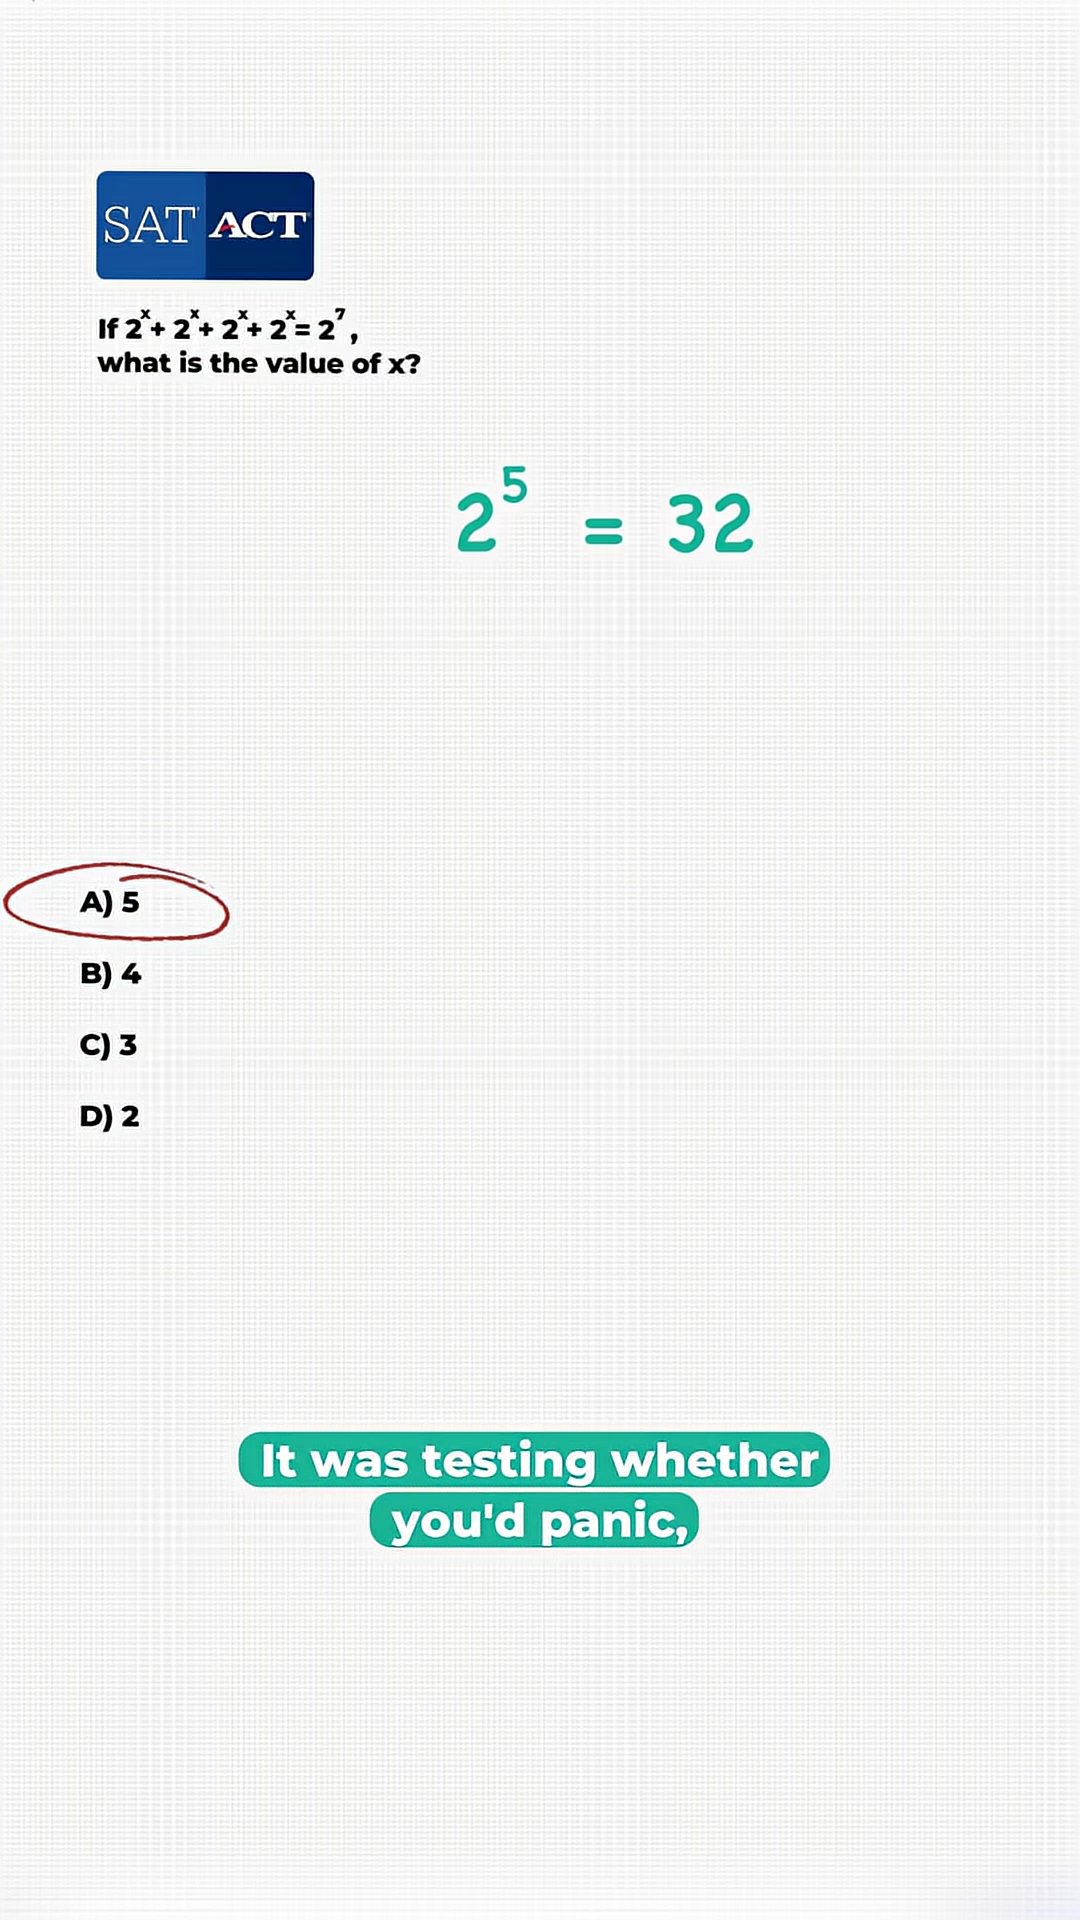 SAT ACT
If 2ˣ + 2ˣ + 2ˣ + 2ˣ = 2⁷,
what is the value of x?
2⁵ = 32
A) 5
B) 4
C) 3
D) 2
It was testing whether
you'd panic,